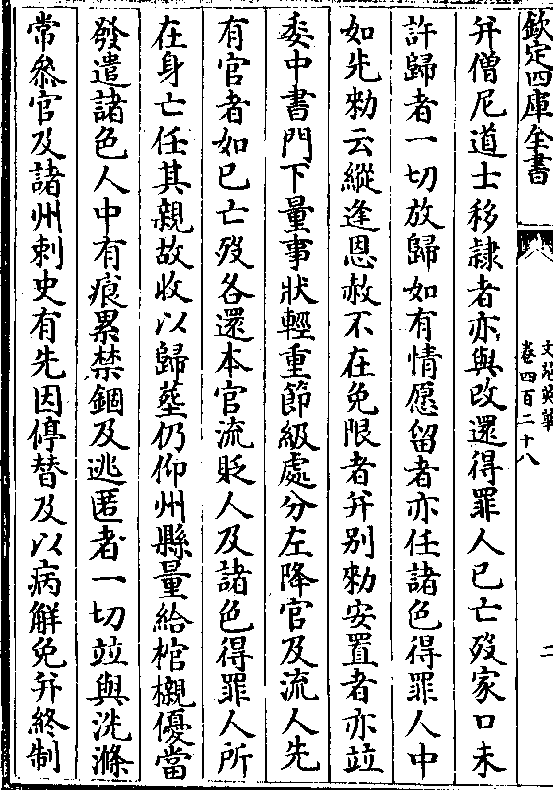 欽定四庫全書
文苑英華
卷四百二十八
二
并僧尼道士移隸者亦與改還得罪人已亡歿家口未
許歸者一切放歸如有情愿留者亦任諸色得罪人中
如先勑云縱逢恩赦不在免限者并别勑安置者亦竝
委中書門下量事狀輕重節級處分左降官及流人先
有官者如已亡歿各還本官流貶人及諸色得罪人所
在身亡任其親故收以歸塟仍仰州縣量給棺櫬優當
發遣諸色人中有痕累禁錮及逃匿者一切竝與洗滌
常叅官及諸州刺史有先因停替及以病解免并終制